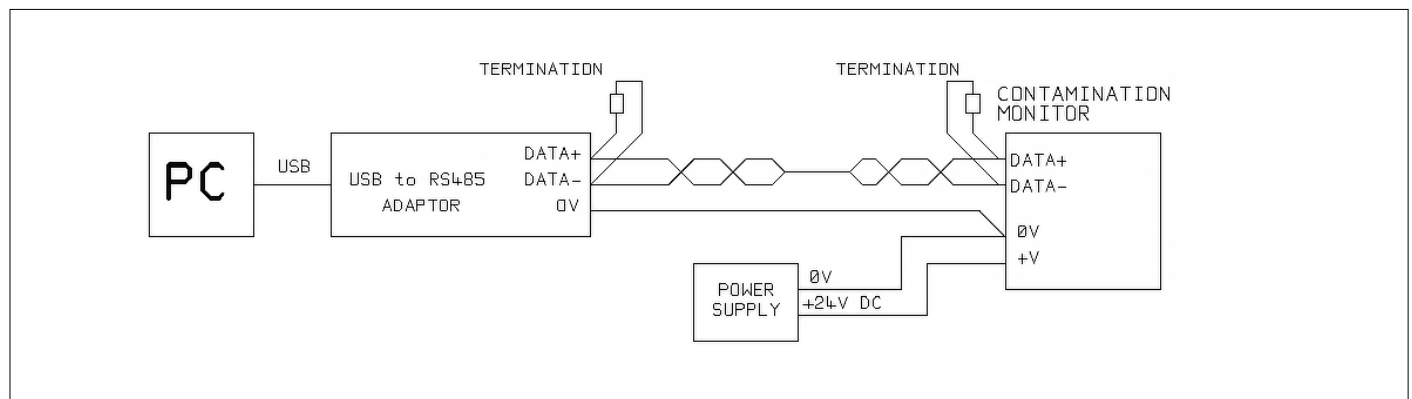 TERMINATION
TERMINATION
CONTAMINATION
MONITOR
PC
USB
USB to RS485
ADAPTOR
DATA+
DATA-
0V
DATA+
DATA-
0V
+V
POWER
SUPPLY
0V
+24V DC